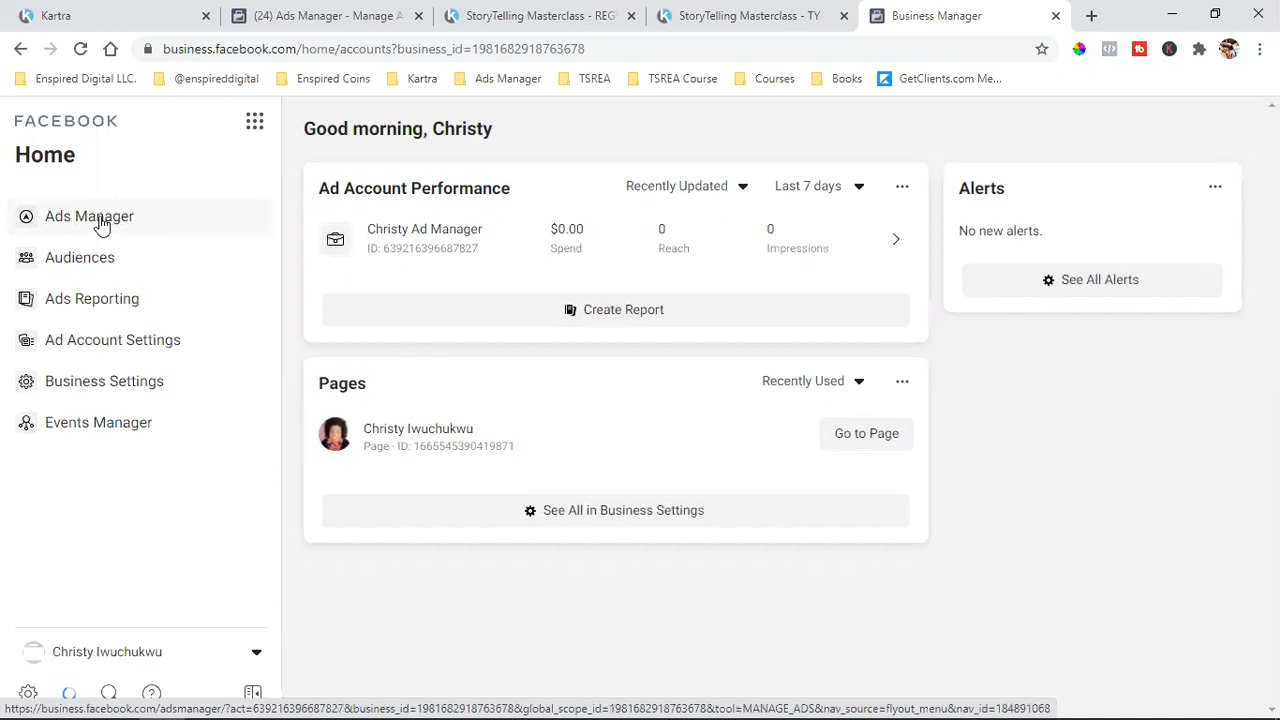 Kartra
(24) Ads Manager - Manage A
StoryTelling Masterclass - REG
StoryTelling Masterclass - TY
Business Manager
business.facebook.com/home/accounts?business_id=1981682918763678
Enspired Digital LLC.
@enspireddigital
Enspired Coins
Kartra
Ads Manager
TSREA
TSREA Course
Courses
Books
GetClients.com Me...
FACEBOOK
Home
Ads Manager
Audiences
Ads Reporting
Ad Account Settings
Business Settings
Events Manager
Christy Iwuchukwu
Good morning, Christy
Ad Account Performance
Recently Updated
Last 7 days
Christy Ad Manager
ID: 639216396687827
$0.00
Spend
0
Reach
0
Impressions
Create Report
Alerts
No new alerts.
See All Alerts
Pages
Recently Used
Christy Iwuchukwu
Page · ID: 1665545390419871
Go to Page
See All in Business Settings
https://business.facebook.com/adsmanager/?act=639216396687827&business_id=1981682918763678&global_scope_id=1981682918763678&tool=MANAGE_ADS&nav_source=flyout_menu&nav_id=184891068